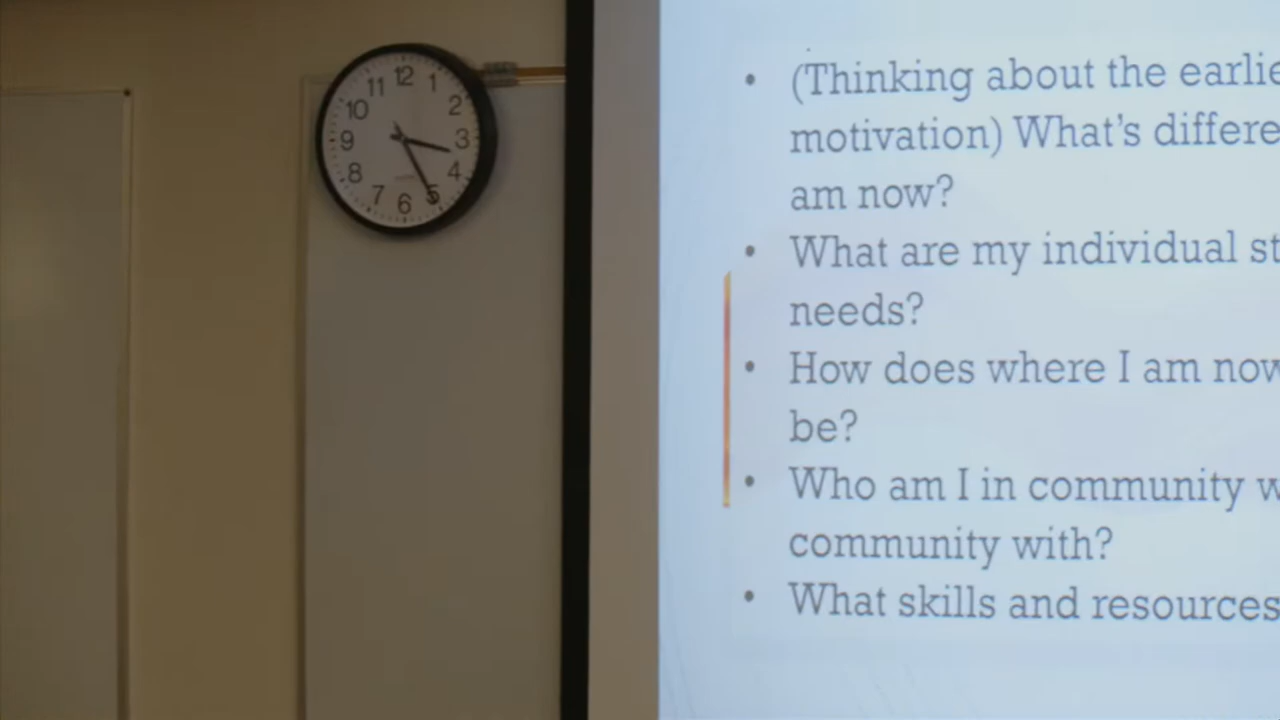 12
11 1
10 2
9 3
8 4
7 5
6
• (Thinking about the earlie
motivation) What's differe
am now?
• What are my individual st
needs?
• How does where I am now
be?
• Who am I in community w
community with?
• What skills and resources